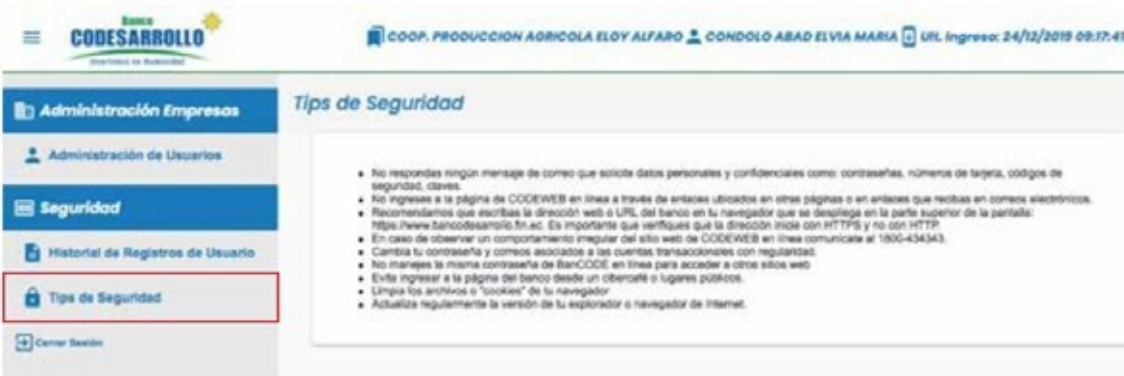 Banco
CODESARROLLO
COOP. PRODUCCION AGRICOLA ELOY ALFARO CONDOLO ABAD ELVIA MARIA Ult. Ingreso: 24/12/2019 09:17:41
Administración Empresas
Administración de Usuarios
Seguridad
Historial de Registros de Usuario
Tips de Seguridad
Cerrar Sesión
Tips de Seguridad
No respondas ningún mensaje de correo que solicite datos personales y confidenciales como: contraseñas, números de tarjeta, códigos de
seguridad, claves.
No ingreses a la página de CODEWEB en línea a través de enlaces ubicados en otras páginas o en enlaces que recibas en correos electrónicos.
Recomendamos que escribas la dirección web o URL del banco en tu navegador que se despliega en la parte superior de la pantalla:
https://www.bancodesarrollo.fin.ec. Es importante que verifiques que la dirección inicie con HTTPS y no con HTTP.
En caso de observar un comportamiento irregular del sitio web de CODEWEB en línea comunícate al 1800-434343.
Cambia tu contraseña y correos asociados a las cuentas transaccionales con regularidad.
No manejes la misma contraseña de BanCODE en línea para acceder a otros sitios web.
Evita ingresar a la página del banco desde un cibercafé o lugares públicos.
Limpia los archivos o "cookies" de tu navegador
Actualiza regularmente la versión de tu explorador o navegador de Internet.